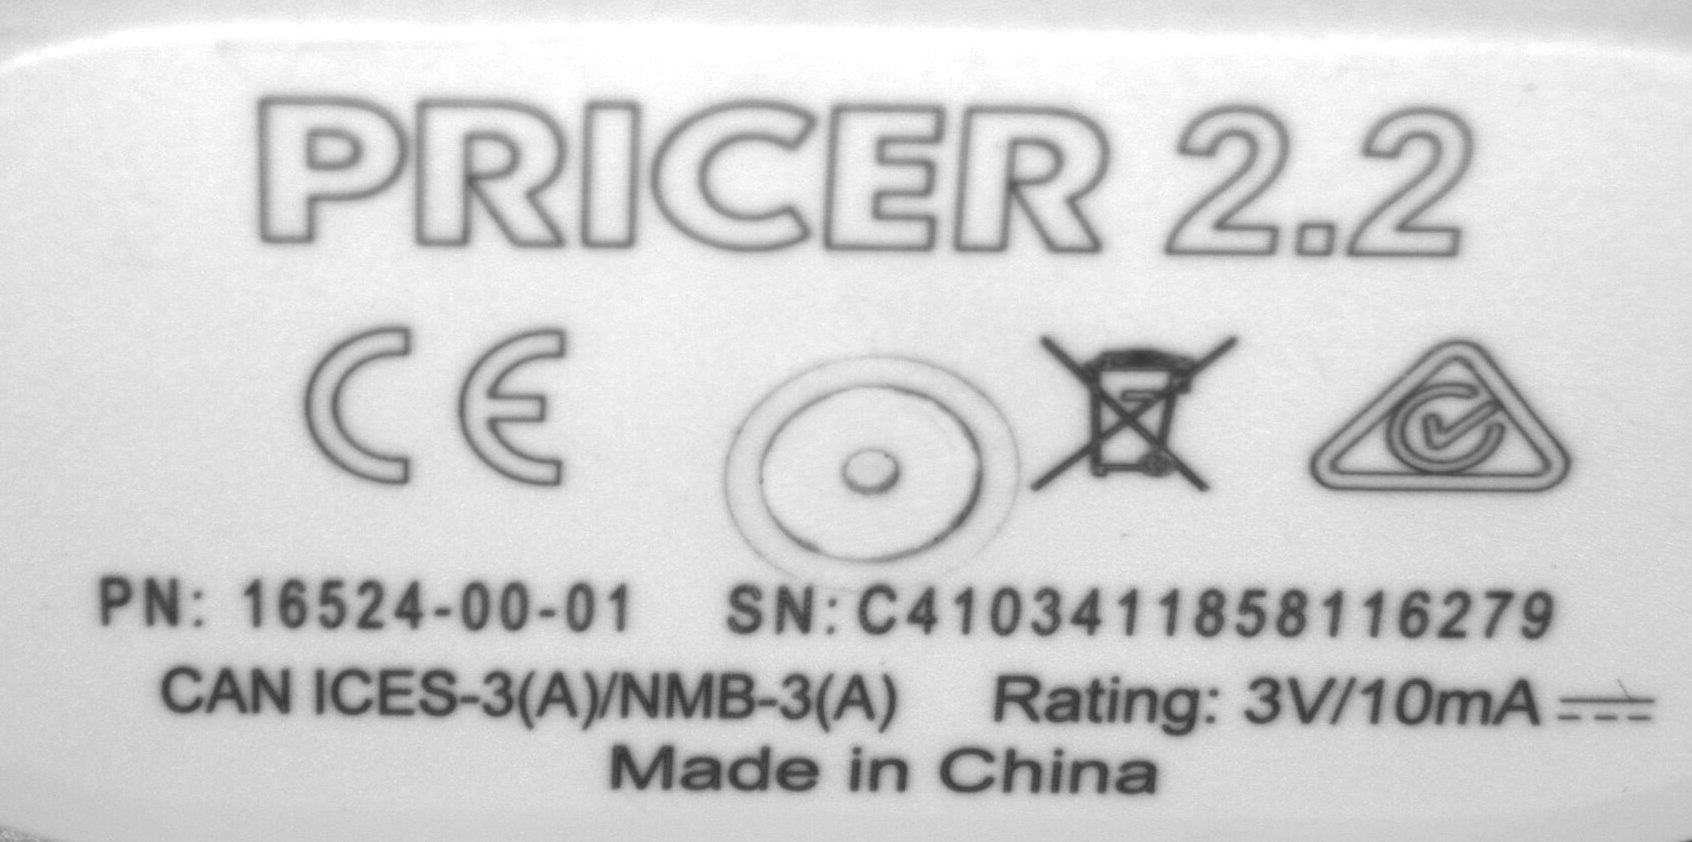 PRICER 2.2
CE
PN: 16524-00-01 SN: C4103411858116279
CAN ICES-3(A)/NMB-3(A) Rating: 3V/10mA
Made in China